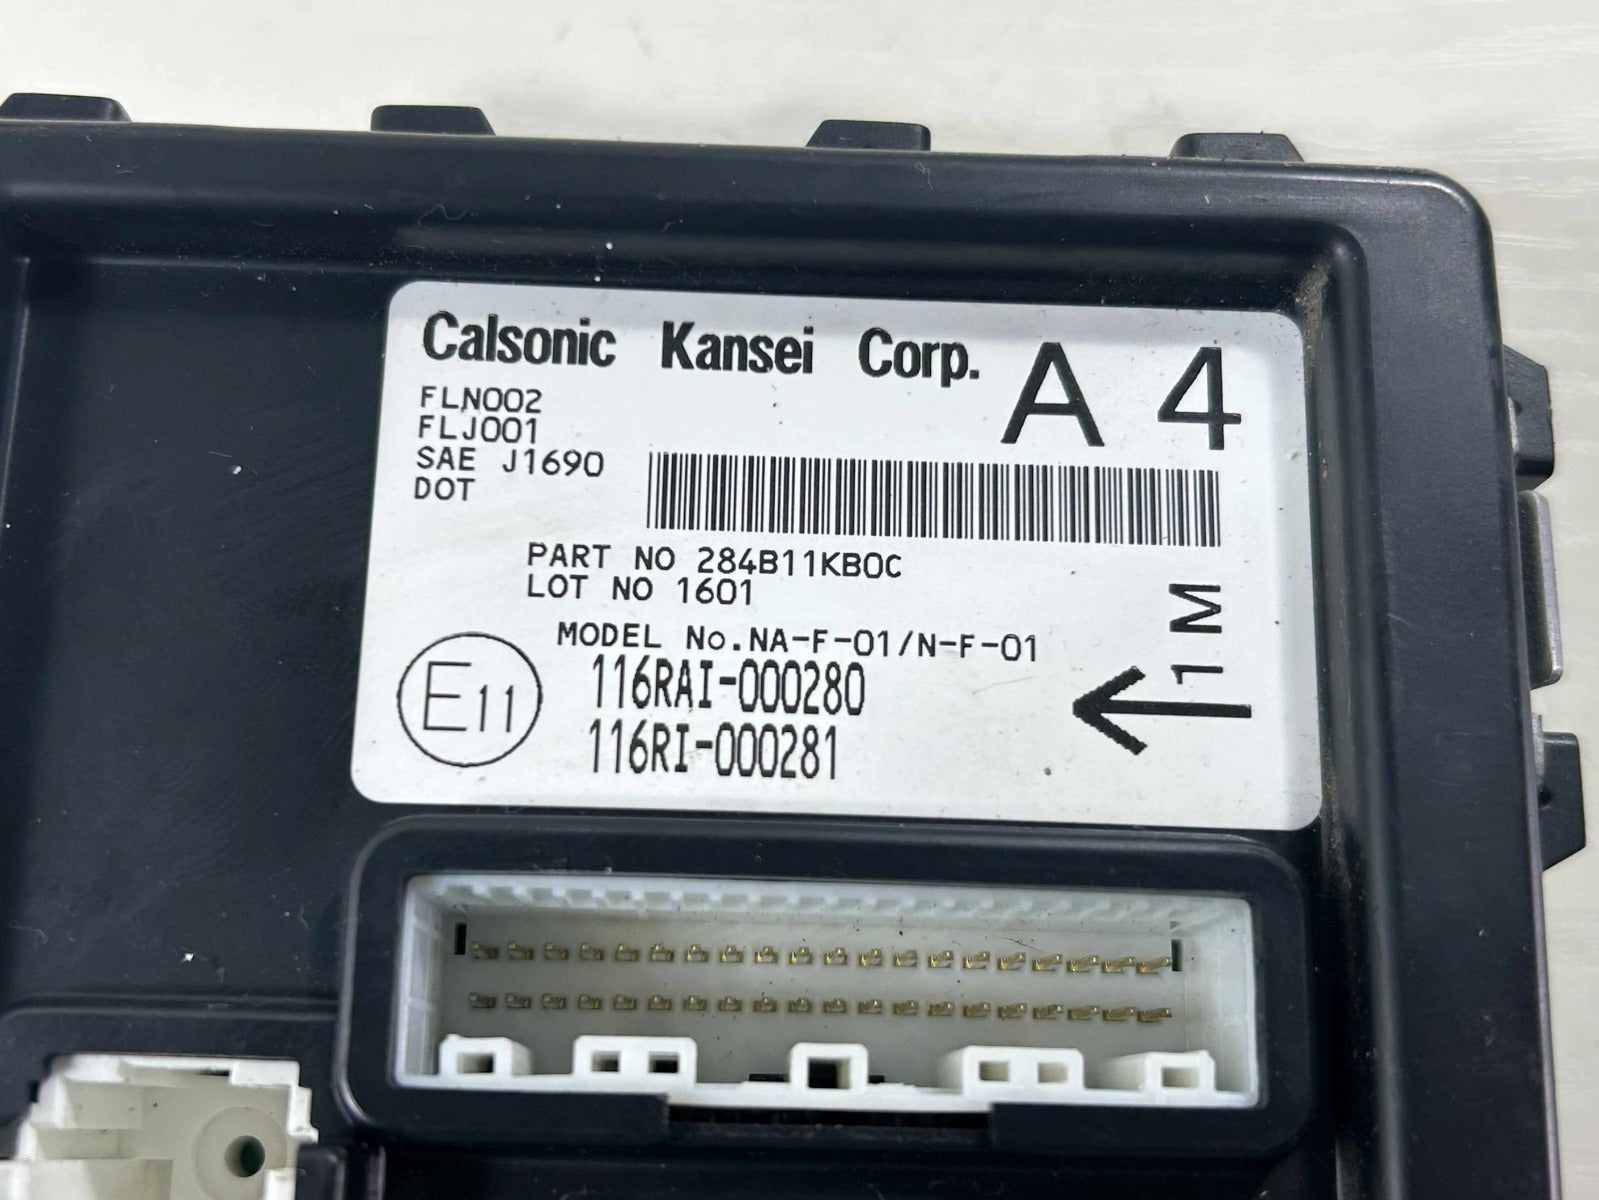 Calsonic Kansei Corp.
A 4
FLN002
FLJ001
SAE J1690
DOT
PART NO 284B11KB0C
LOT NO 1601
MODEL No.NA-F-01/N-F-01
116RAI-000280
116RI-000281
E11
1M